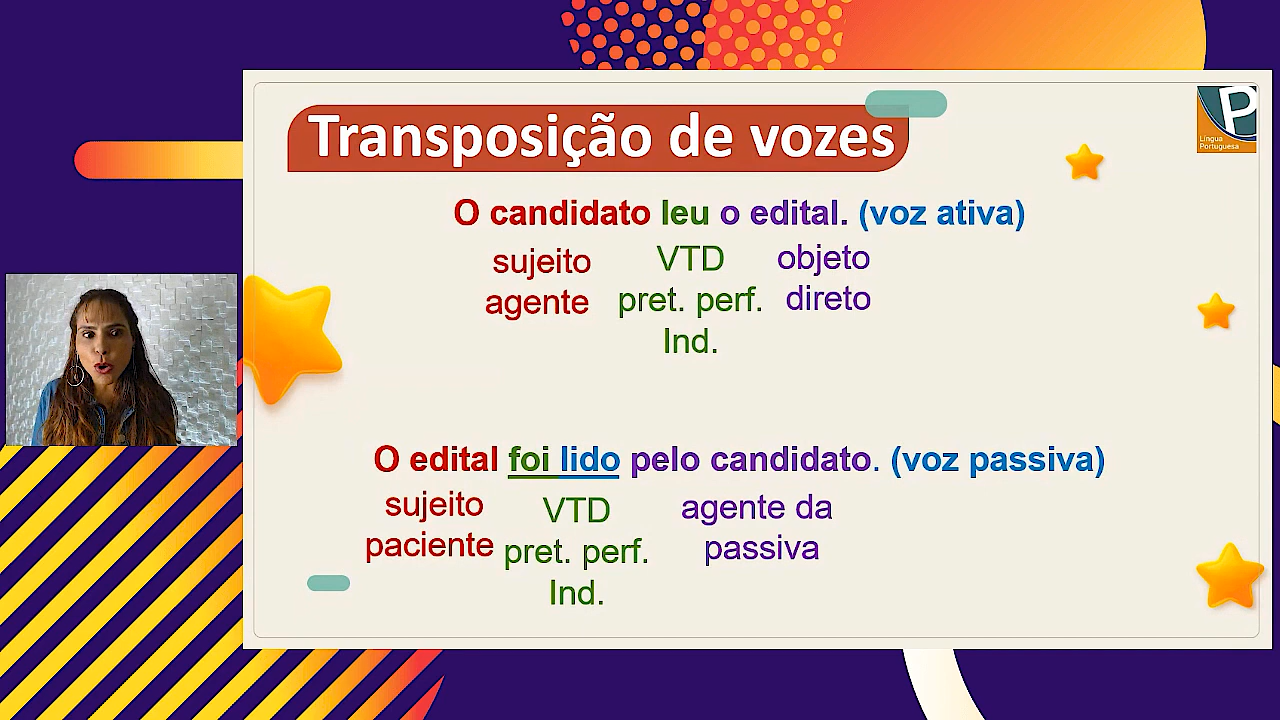 Transposição de vozes
Língua
Portuguesa
O candidato leu o edital. (voz ativa)
sujeito VTD objeto
agente pret. perf. direto
Ind.
O edital foi lido pelo candidato. (voz passiva)
sujeito VTD agente da
paciente pret. perf. passiva
Ind.